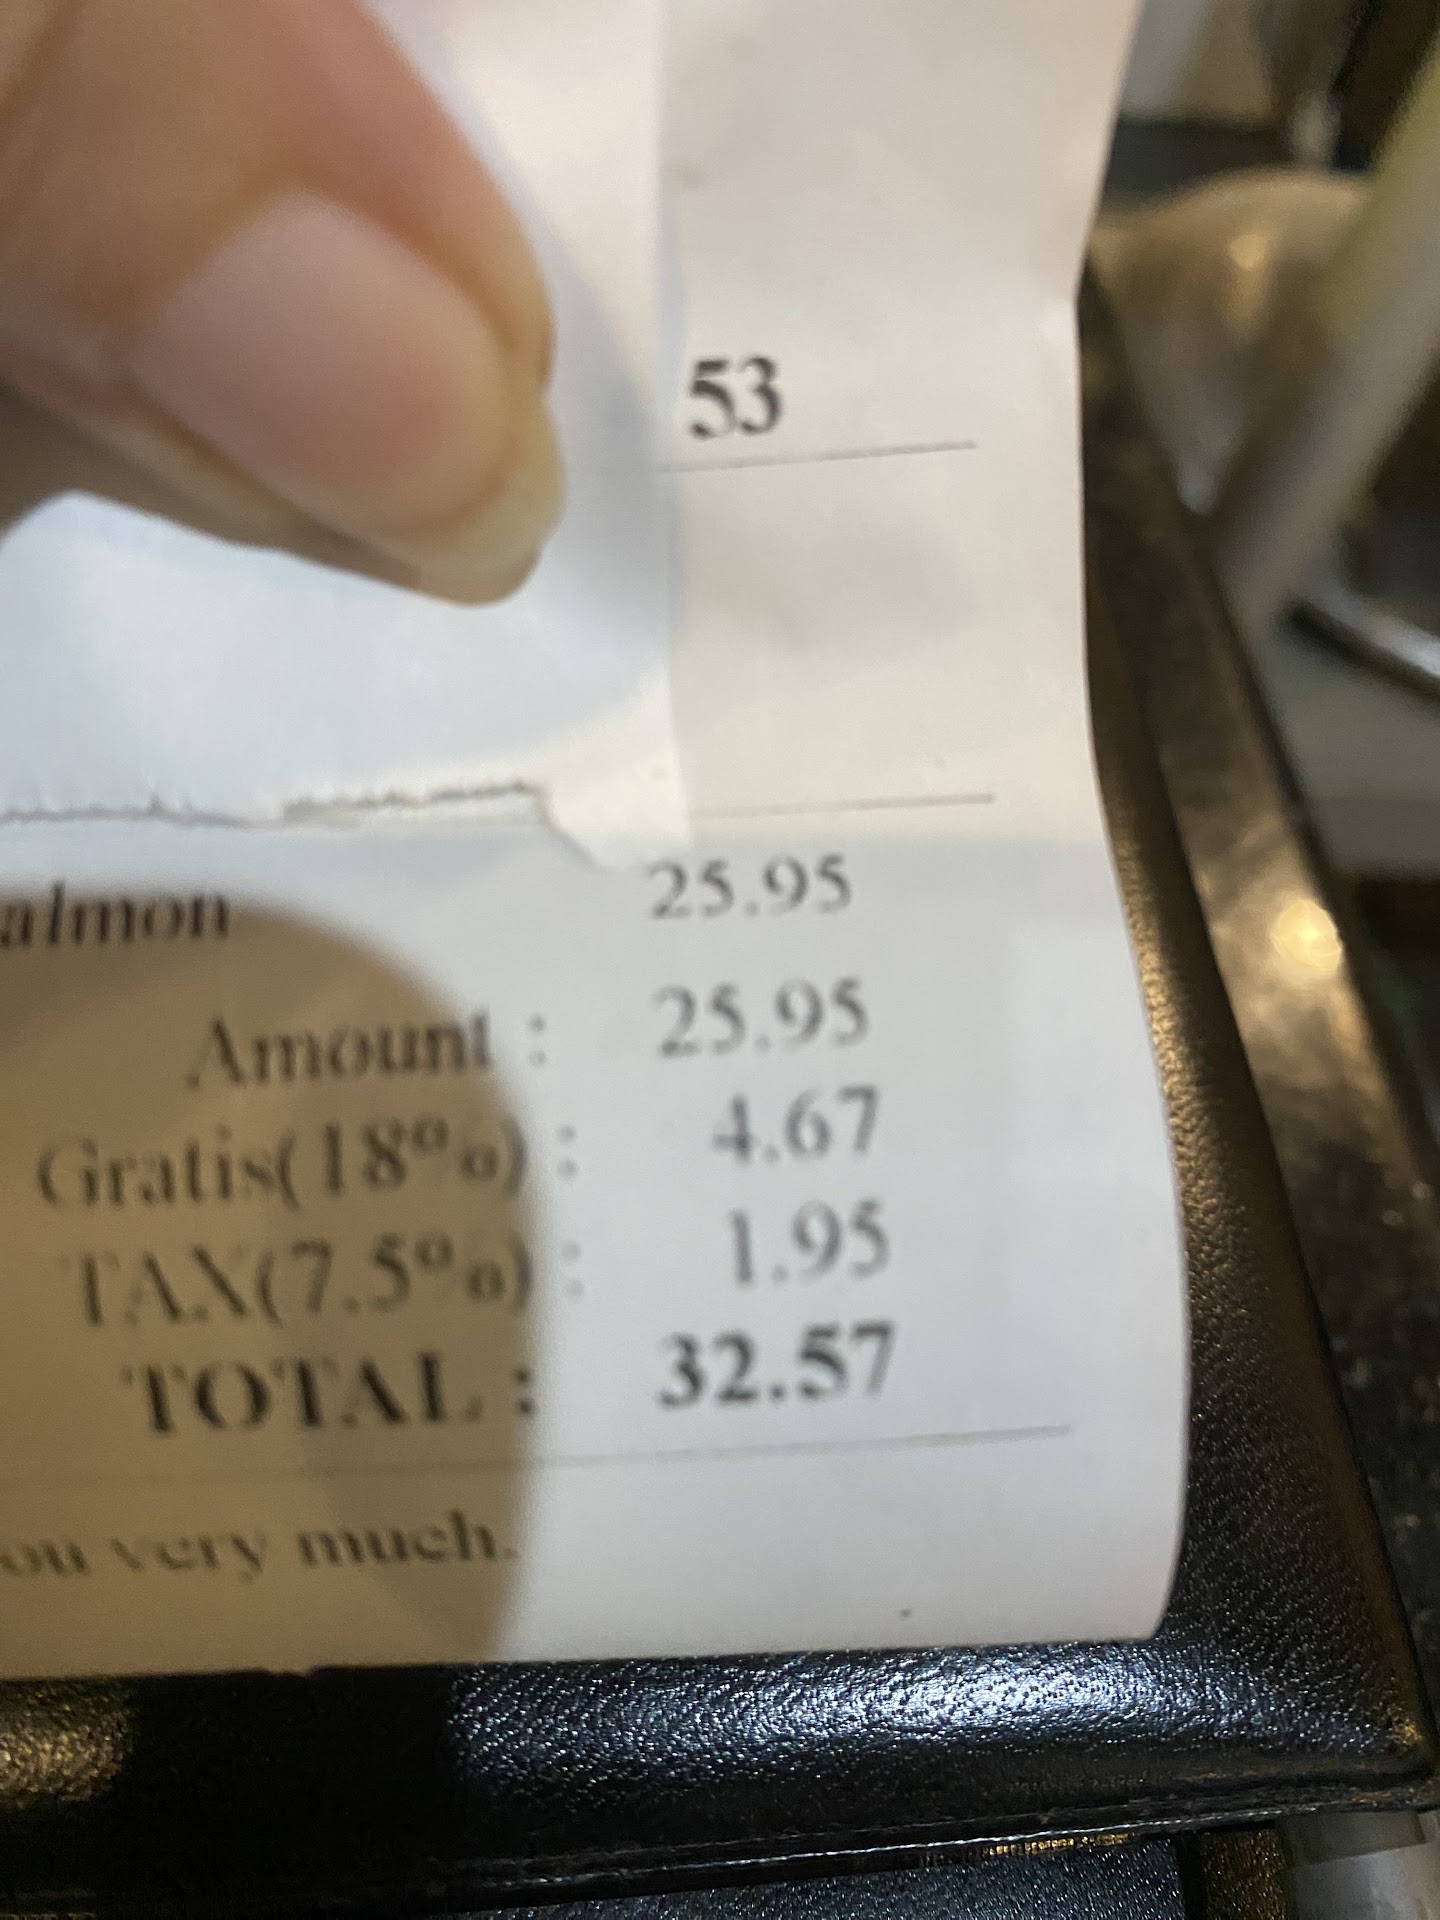 53
almon 25.95
Amount : 25.95
Gratis(18%) : 4.67
TAX(7.5%) : 1.95
TOTAL : 32.57
ou very much.